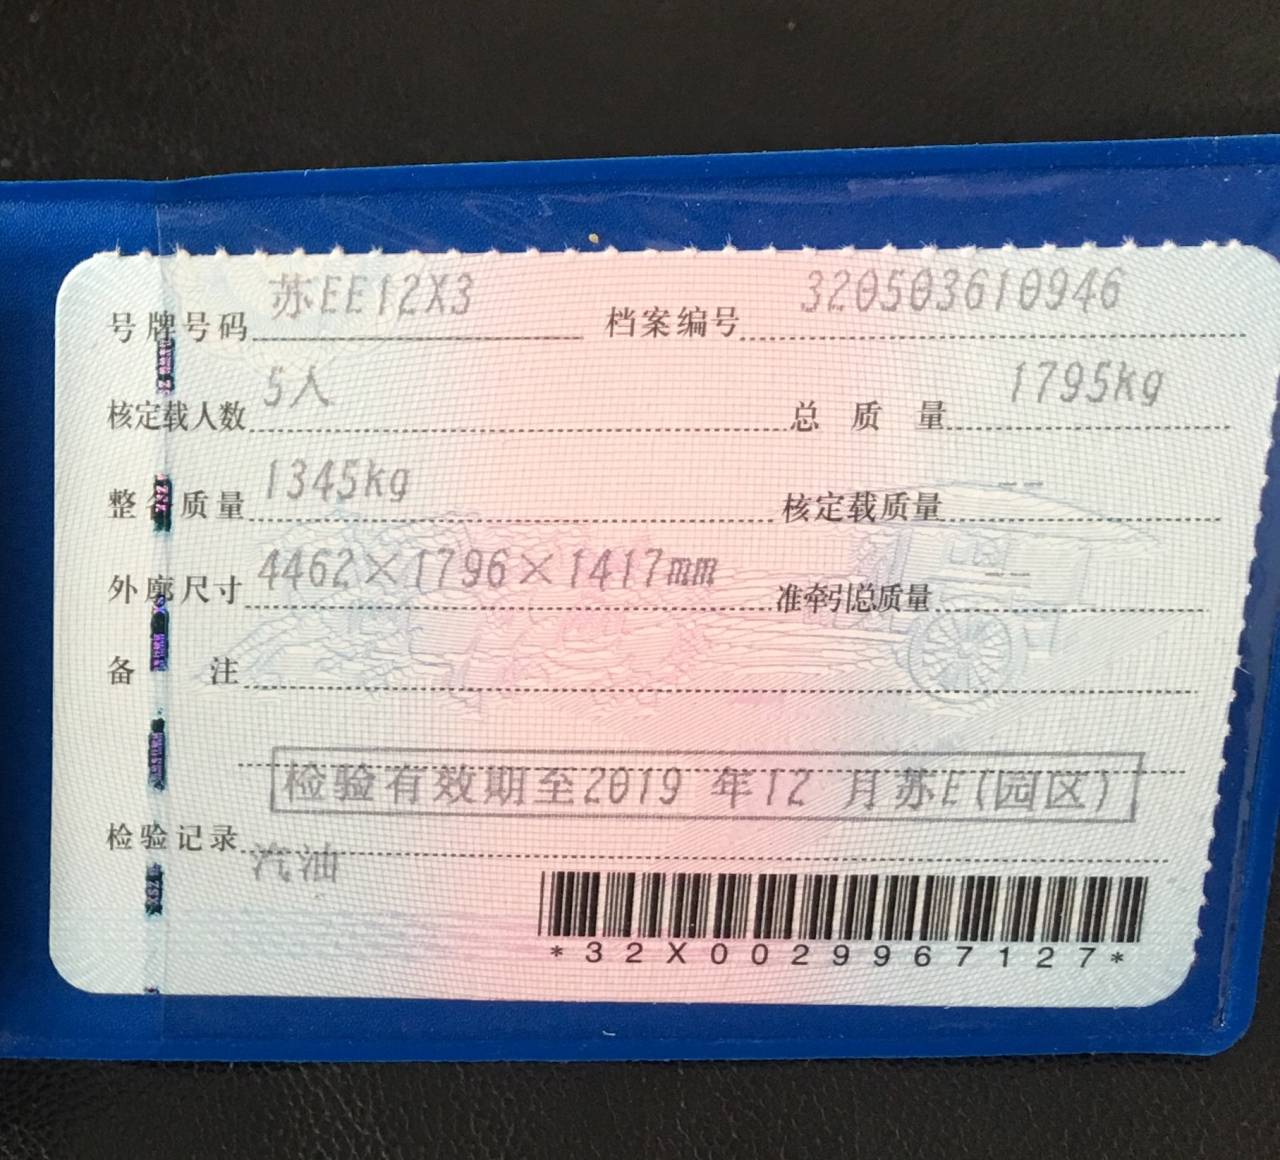 号牌号码 苏EE12X3 档案编号 320503610946
核定载人数 5人 总质量 1795kg
整备质量 1345kg 核定载质量 --
外廓尺寸 4462×1796×1417mm 准牵引总质量 --
备注
检验有效期至2019 年12 月苏E(园区)
检验记录
汽油
*32X0029967127*